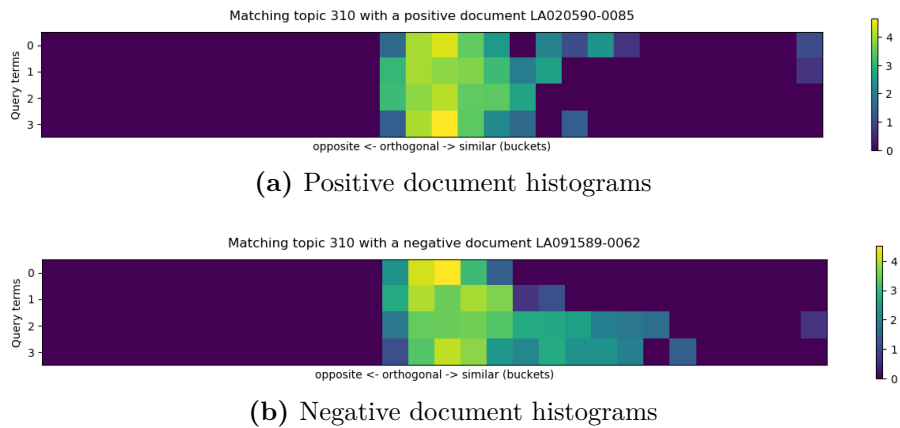 Matching topic 310 with a positive document LA020590-0085
Query terms
0
1
2
3
4
3
2
1
0
opposite <- orthogonal -> similar (buckets)
(a) Positive document histograms
Matching topic 310 with a negative document LA091589-0062
Query terms
0
1
2
3
4
3
2
1
0
opposite <- orthogonal -> similar (buckets)
(b) Negative document histograms